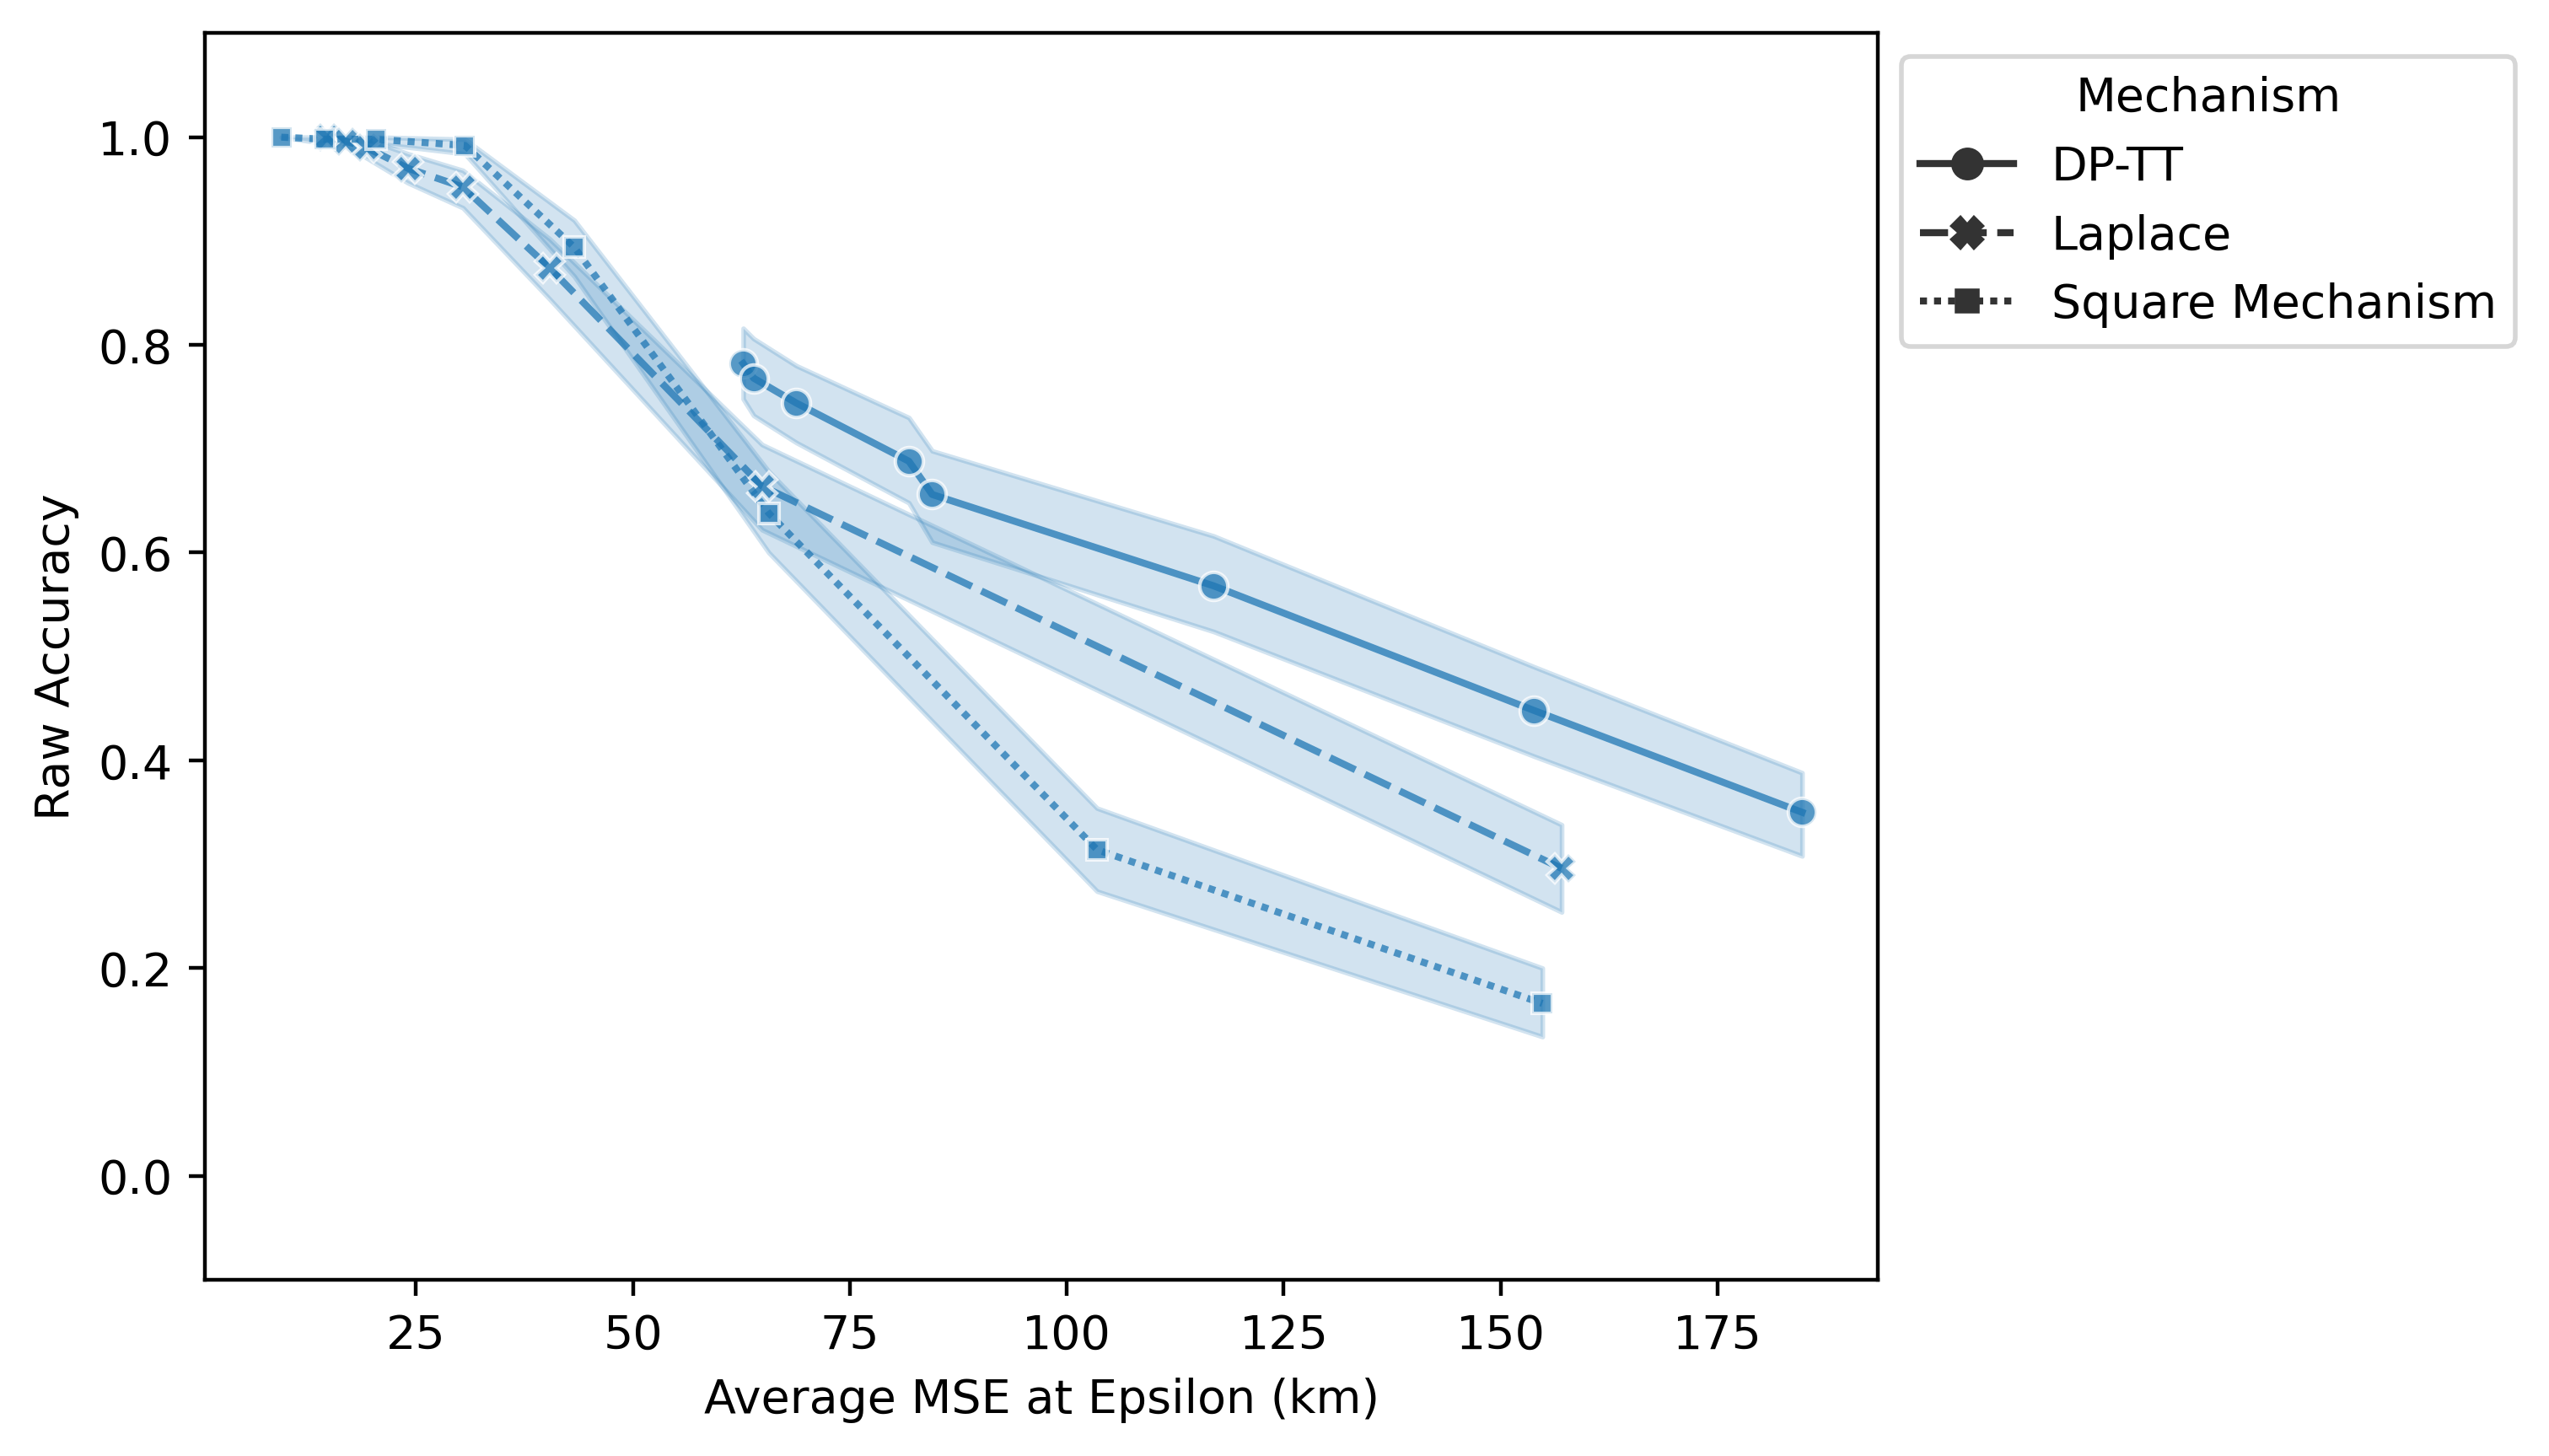 Mechanism
DP-TT
Laplace
Square Mechanism
Raw Accuracy
1.0
0.8
0.6
0.4
0.2
0.0
25 50 75 100 125 150 175
Average MSE at Epsilon (km)